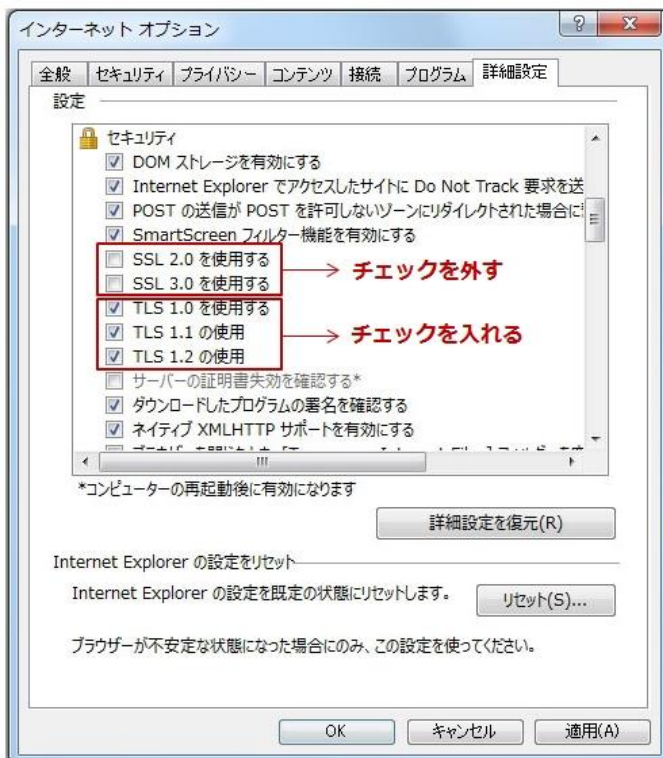 インターネット オプション
全般 セキュリティ プライバシー コンテンツ 接続 プログラム 詳細設定
設定
セキュリティ
DOM ストレージを有効にする
Internet Explorer でアクセスしたサイトに Do Not Track 要求を送
POST の送信が POST を許可しないゾーンにリダイレクトされた場合に
SmartScreen フィルター機能を有効にする
SSL 2.0 を使用する
SSL 3.0 を使用する
チェックを外す
TLS 1.0 を使用する
TLS 1.1 の使用
TLS 1.2 の使用
チェックを入れる
サーバーの証明書失効を確認する*
ダウンロードしたプログラムの署名を確認する
ネイティブ XMLHTTP サポートを有効にする
*コンピューターの再起動後に有効になります
詳細設定を復元(R)
Internet Explorer の設定をリセット
Internet Explorer の設定を既定の状態にリセットします。
リセット(S)...
ブラウザーが不安定な状態になった場合にのみ、この設定を使ってください。
OK キャンセル 適用(A)